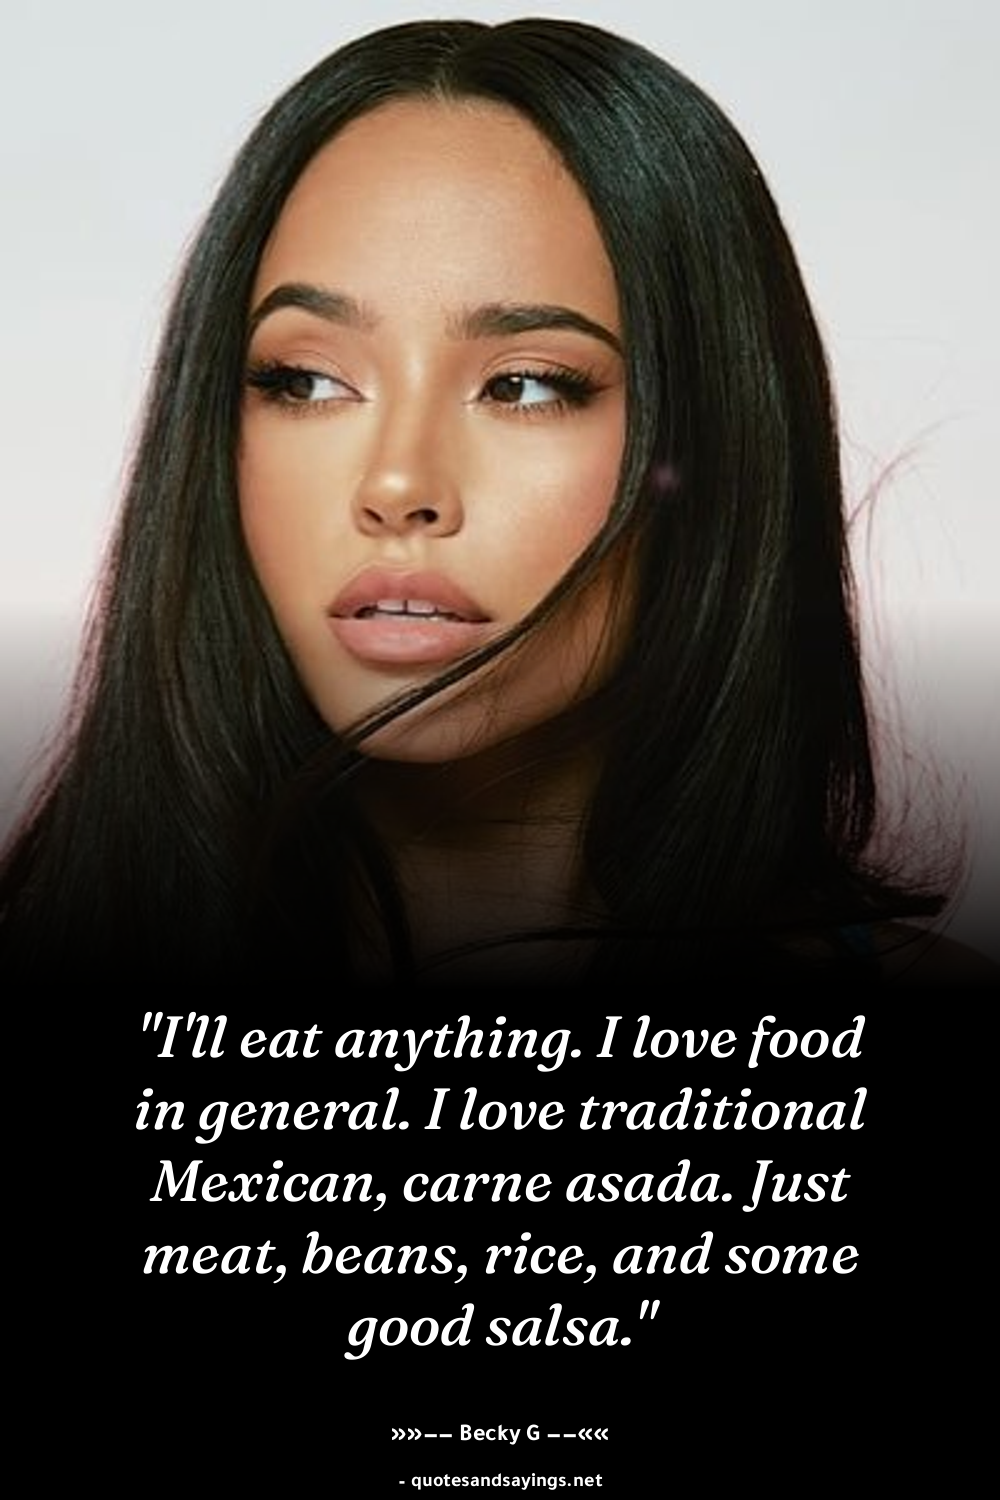 "I'll eat anything. I love food
in general. I love traditional
Mexican, carne asada. Just
meat, beans, rice, and some
good salsa."
»»–– Becky G ––««
- quotesandsayings.net